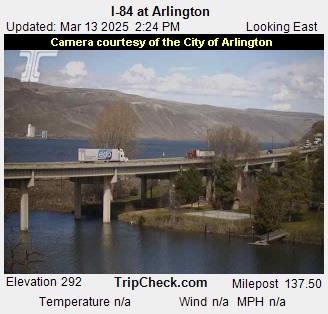 I-84 at Arlington
Updated: Mar 13 2025 2:24 PM Looking East
Camera courtesy of the City of Arlington
Elevation 292 TripCheck.com Milepost 137.50
Temperature n/a Wind n/a MPH n/a